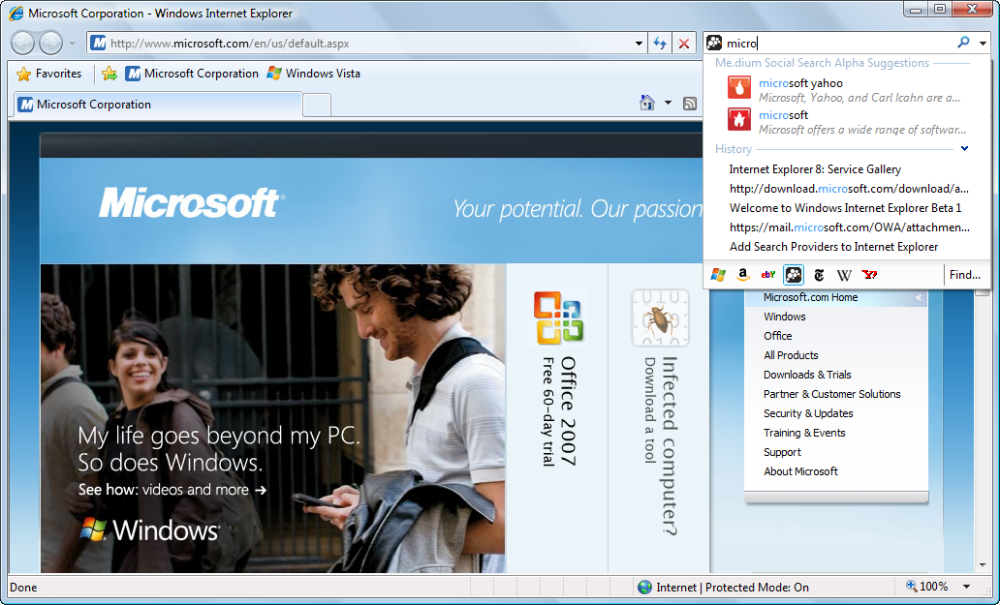 Microsoft Corporation - Windows Internet Explorer
http://www.microsoft.com/en/us/default.aspx
micro
Favorites
Microsoft Corporation
Windows Vista
Microsoft Corporation
Me.dium Social Search Alpha Suggestions
microsoft yahoo
Microsoft, Yahoo, and Carl Icahn are a...
microsoft
Microsoft offers a wide range of softwar...
History
Internet Explorer 8: Service Gallery
http://download.microsoft.com/download/a...
Welcome to Windows Internet Explorer Beta 1
https://mail.microsoft.com/OWA/attachmen...
Add Search Providers to Internet Explorer
a
ebY
T
W
Y!
Find...
Microsoft®
Your potential. Our passion
My life goes beyond my PC.
So does Windows.
See how: videos and more →
Windows®
Office 2007
Free 60-day trial
Infected computer?
Download a tool
Microsoft.com Home <
Windows
Office
All Products
Downloads & Trials
Partner & Customer Solutions
Security & Updates
Training & Events
Support
About Microsoft
Done
Internet | Protected Mode: On
100%